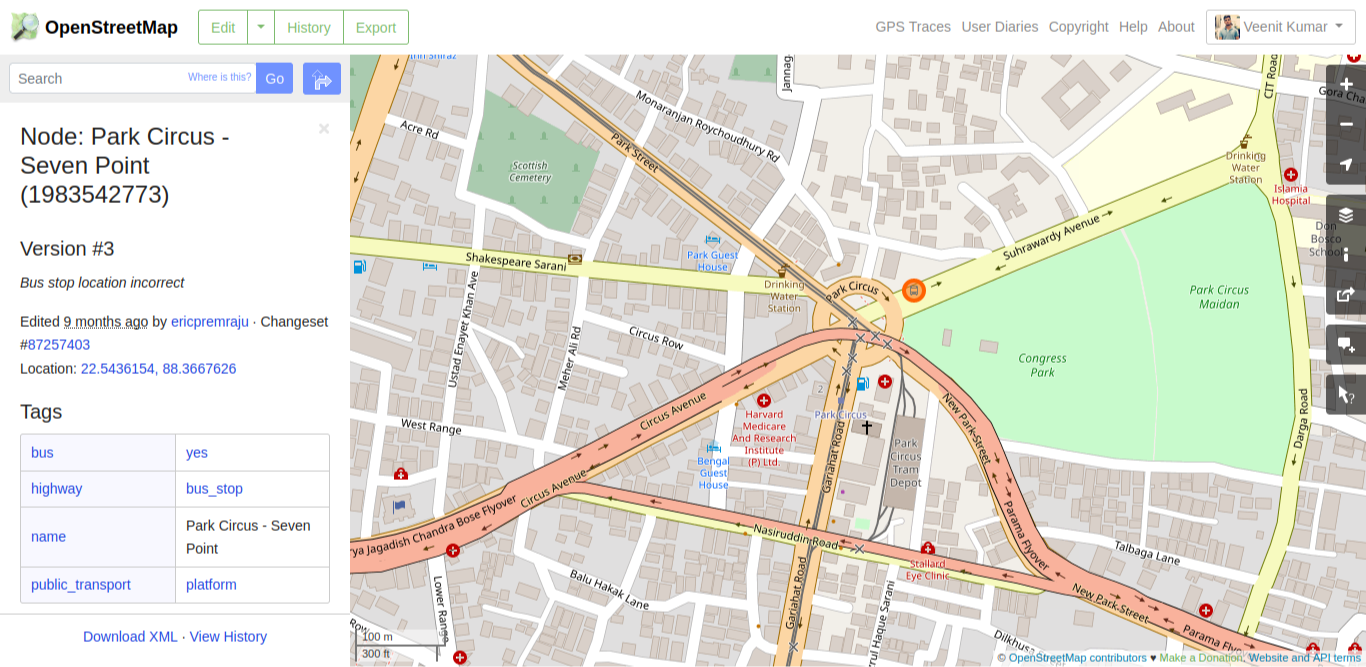 OpenStreetMap
Edit
History
Export
GPS Traces
User Diaries
Copyright
Help
About
Veenit Kumar
Search
Where is this?
Go
Node: Park Circus -
Seven Point
(1983542773)
×
Version #3
Bus stop location incorrect
Edited 9 months ago by ericpremraju · Changeset
#87257403
Location: 22.5436154, 88.3667626
Tags
bus yes
highway bus_stop
name Park Circus - Seven
Point
public_transport platform
Download XML · View History
Inn Shiraz
Acre Rd
Scottish
Cemetery
Park Street
Monoranjan Roychoudhury Rd
Jannag
CIT Road
Gora Cha
Drinking
Water
Station
Islamia
Hospital
Don
Bosco
School
Suhrawardy Avenue
Park Guest
House
Shakespeare Sarani
Drinking
Water
Station
Park Circus
Park Circus
Maidan
Congress
Park
Ustad Enayet Khan Ave
Meher Ali Rd
Circus Row
Circus Avenue
West Range
Harvard
Medicare
And Research
Institute
(P) Ltd.
2
Park Circus
Gariahat Road
Park
Circus
Tram
Depot
New Park Street
Darga Road
Bengal
Guest
House
Circus Avenue
rya Jagadish Chandra Bose Flyover
Nasiruddin Road
Parama Flyover
Stallard
Eye Clinic
Talbaga Lane
Balu Hakak Lane
Lower Range
Gariahat Road
rul Haque Sarani
New Park Street
Parama Flyo
Dilkhus
Row
100 m
300 ft
© OpenStreetMap contributors ♥ Make a Donation. Website and API terms